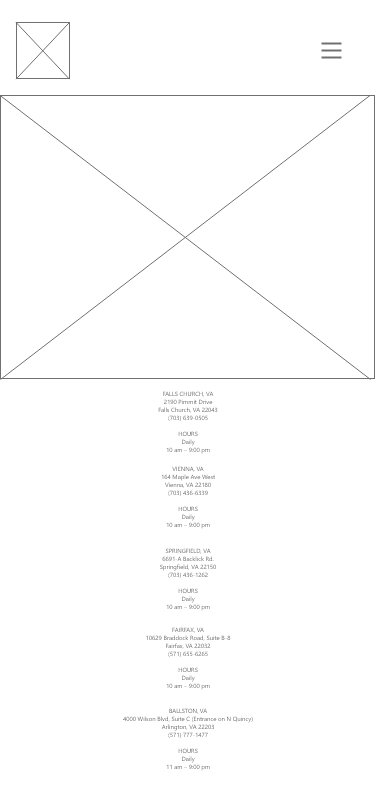 FALLS CHURCH, VA
2190 Pimmit Drive
Falls Church, VA 22043
(703) 639-0505
HOURS
Daily
10 am – 9:00 pm
VIENNA, VA
164 Maple Ave West
Vienna, VA 22180
(703) 436-6339
HOURS
Daily
10 am – 9:00 pm
SPRINGFIELD, VA
6691-A Backlick Rd.
Springfield, VA 22150
(703) 436-1262
HOURS
Daily
10 am – 9:00 pm
FAIRFAX, VA
10629 Braddock Road, Suite B-8
Fairfax, VA 22032
(571) 655-6265
HOURS
Daily
10 am – 9:00 pm
BALLSTON, VA
4000 Wilson Blvd, Suite C (Entrance on N Quincy)
Arlington, VA 22203
(571) 777-1477
HOURS
Daily
11 am – 9:00 pm